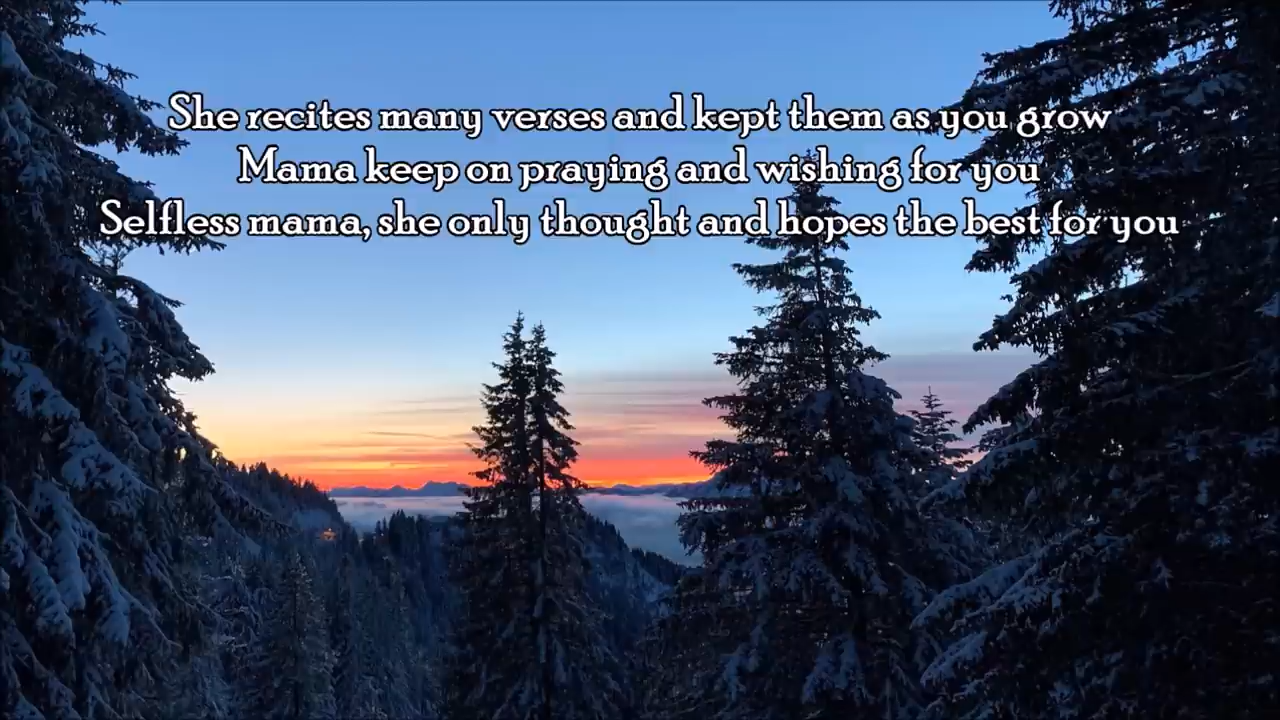 She recites many verses and kept them as you grow
Mama keep on praying and wishing for you
Selfless mama, she only thought and hopes the best for you